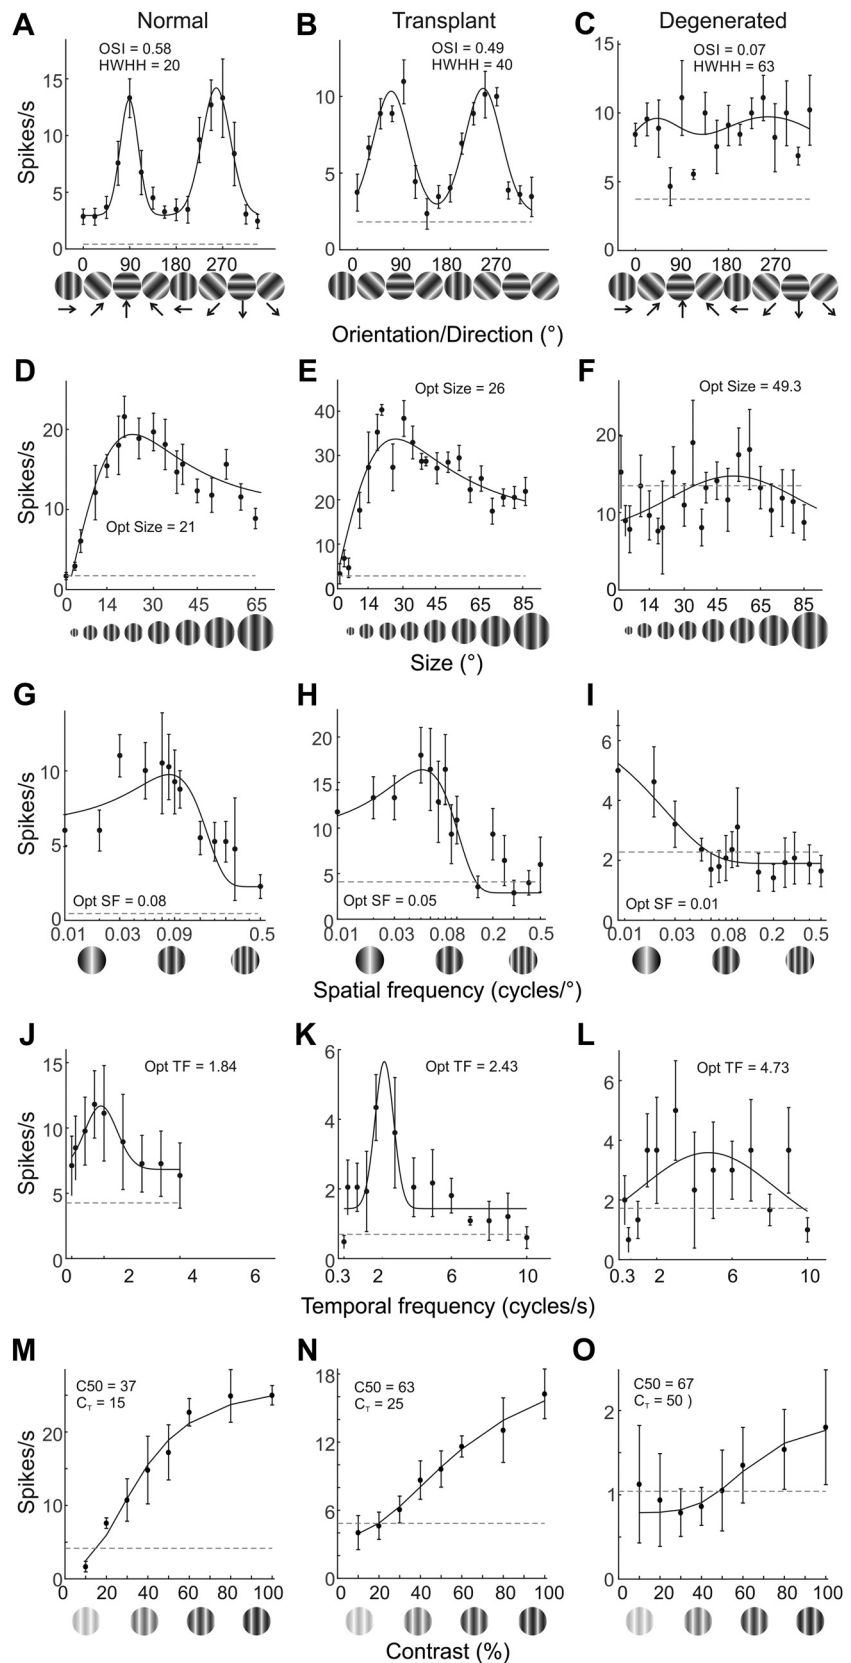 A Normal B Transplant C Degenerated
OSI = 0.58
HWHH = 20
OSI = 0.49
HWHH = 40
OSI = 0.07
HWHH = 63
Spikes/s
15
10
5
0
10
5
0
15
10
5
0
0 90 180 270
0 90 180 270
0 90 180 270
Orientation/Direction (°)
D E F
Opt Size = 21
Opt Size = 26
Opt Size = 49.3
Spikes/s
20
10
0
40
30
20
10
0
20
10
0
0 14 30 45 65
0 14 30 45 65 85
0 14 30 45 65 85
Size (°)
G H I
Spikes/s
10
5
0
20
15
10
5
0
6
4
2
0
Opt SF = 0.08
Opt SF = 0.05
Opt SF = 0.01
0.01 0.03 0.09 0.5
0.01 0.03 0.08 0.2 0.5
0.01 0.03 0.08 0.2 0.5
Spatial frequency (cycles/°)
J K L
Opt TF = 1.84
Opt TF = 2.43
Opt TF = 4.73
Spikes/s
15
10
5
0
6
4
2
0
6
4
2
0
0 2 4 6
0.3 2 6 10
0.3 2 6 10
Temporal frequency (cycles/s)
M N O
C50 = 37
CT = 15
C50 = 63
CT = 25
C50 = 67
CT = 50 )
Spikes/s
20
10
0
18
12
6
0
2
1
0
0 20 40 60 80 100
0 20 40 60 80 100
0 20 40 60 80 100
Contrast (%)